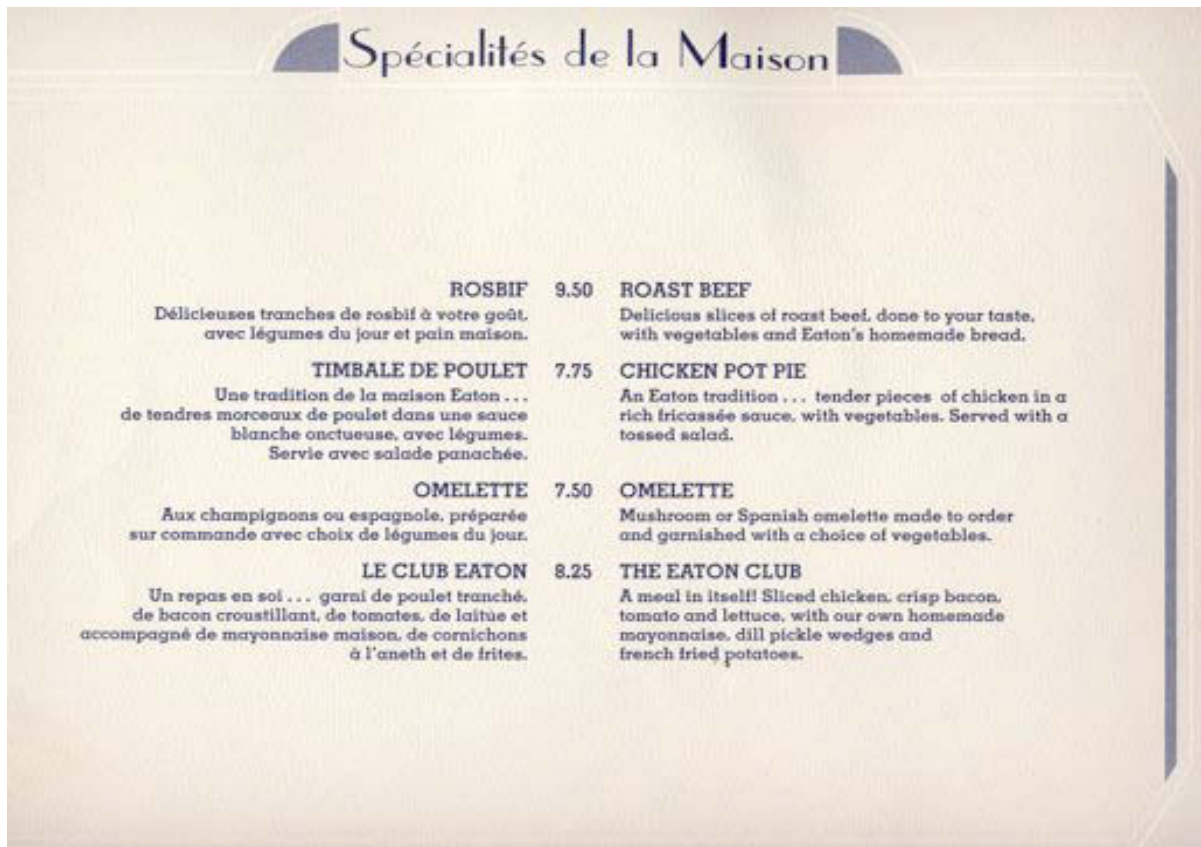 Spécialités de la Maison
ROSBIF 9.50 ROAST BEEF
Délicieuses tranches de rosbif à votre goût,
avec légumes du jour et pain maison.
Delicious slices of roast beef, done to your taste,
with vegetables and Eaton's homemade bread.
TIMBALE DE POULET 7.75 CHICKEN POT PIE
Une tradition de la maison Eaton . . .
de tendres morceaux de poulet dans une sauce
blanche onctueuse, avec légumes.
Servie avec salade panachée.
An Eaton tradition . . . tender pieces of chicken in a
rich fricassée sauce, with vegetables. Served with a
tossed salad.
OMELETTE 7.50 OMELETTE
Aux champignons ou espagnole, préparée
sur commande avec choix de légumes du jour.
Mushroom or Spanish omelette made to order
and garnished with a choice of vegetables.
LE CLUB EATON 8.25 THE EATON CLUB
Un repas en soi . . . garni de poulet tranché,
de bacon croustillant, de tomates, de laitue et
accompagné de mayonnaise maison, de cornichons
à l'aneth et de frites.
A meal in itself! Sliced chicken, crisp bacon,
tomato and lettuce, with our own homemade
mayonnaise, dill pickle wedges and
french fried potatoes.